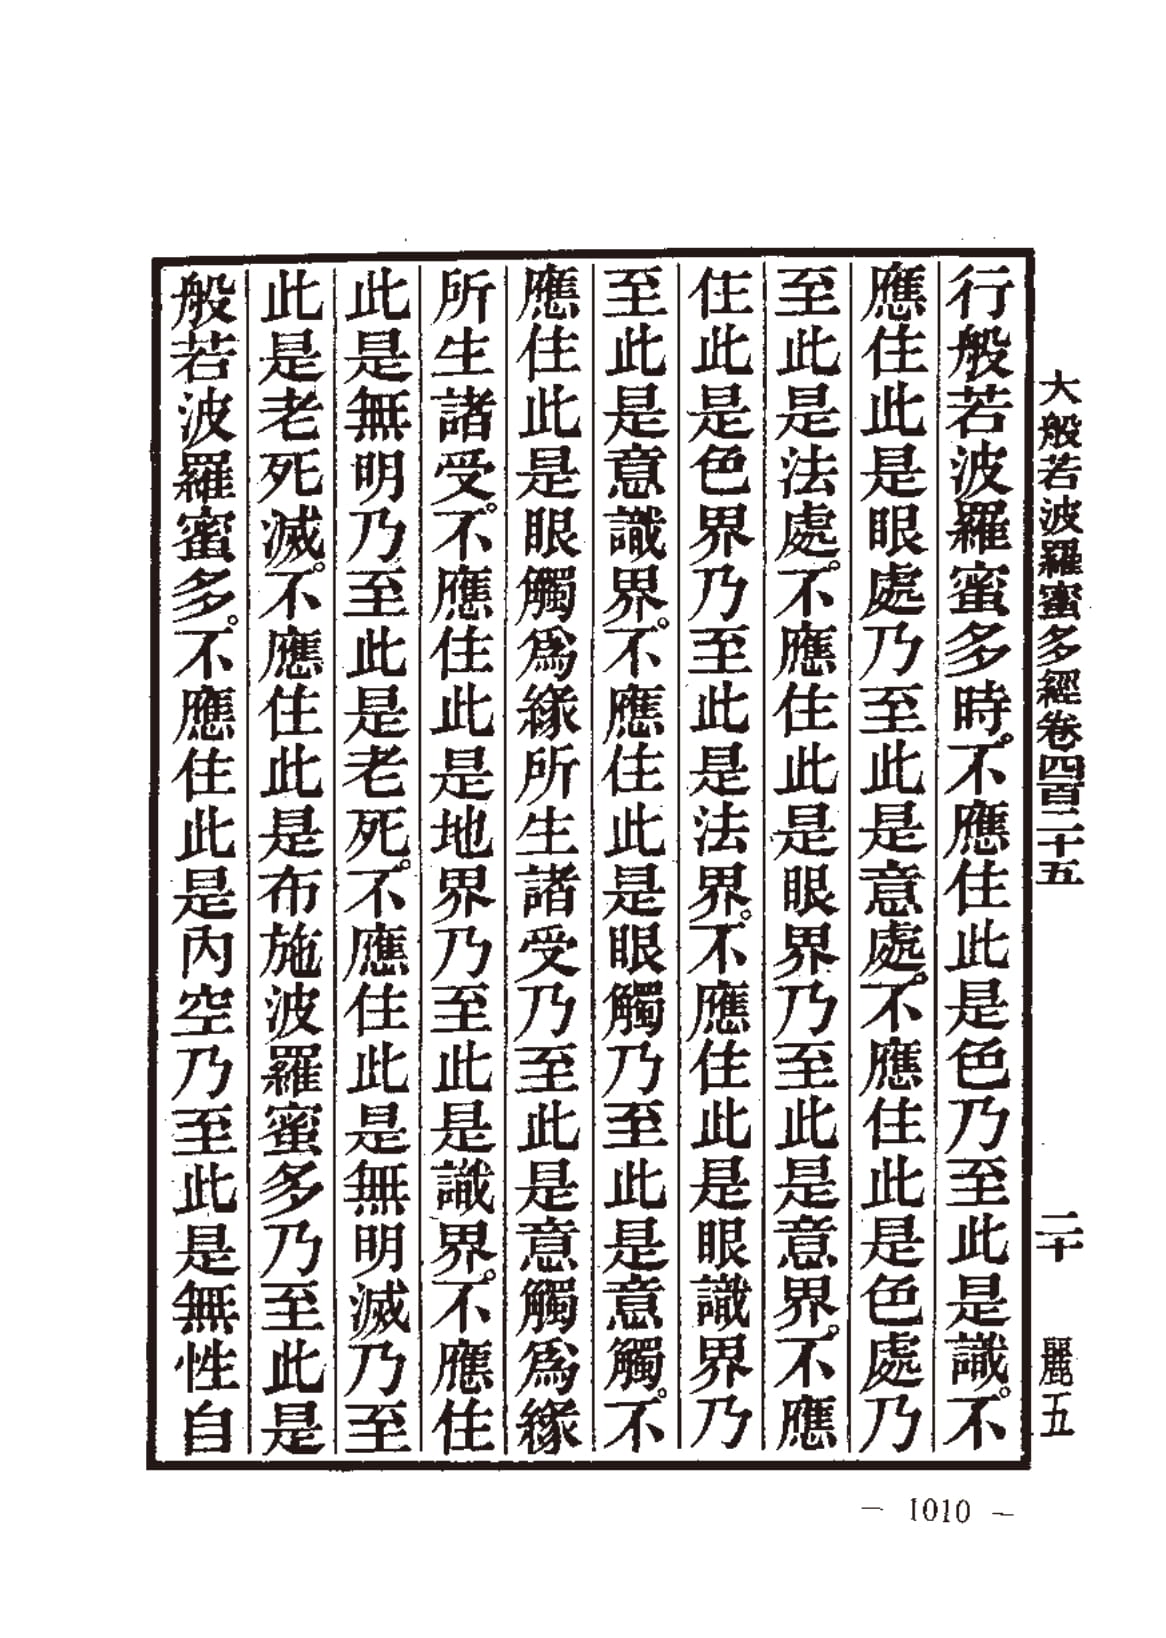 大般若波羅蜜多經卷四百二十五　二十　麗五
行般若波羅蜜多時。不應住此是色乃至此是識。不
應住此是眼處乃至此是意處。不應住此是色處乃
至此是法處。不應住此是眼界乃至此是意界。不應
住此是色界乃至此是法界。不應住此是眼識界乃
至此是意識界。不應住此是眼觸乃至此是意觸。不
應住此是眼觸爲緣所生諸受乃至此是意觸爲緣
所生諸受。不應住此是地界乃至此是識界。不應住
此是無明乃至此是老死。不應住此是無明滅乃至
此是老死滅。不應住此是布施波羅蜜多乃至此是
般若波羅蜜多。不應住此是內空乃至此是無性自
— 1010 —